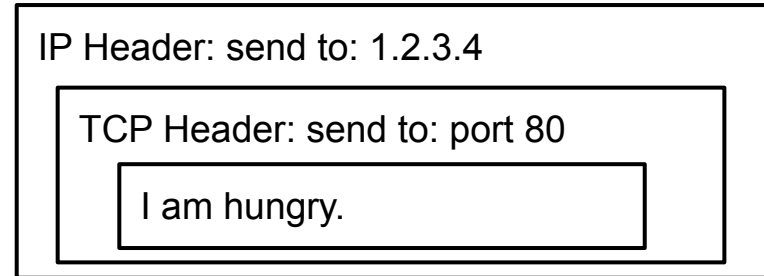 IP Header: send to: 1.2.3.4
TCP Header: send to: port 80
I am hungry.